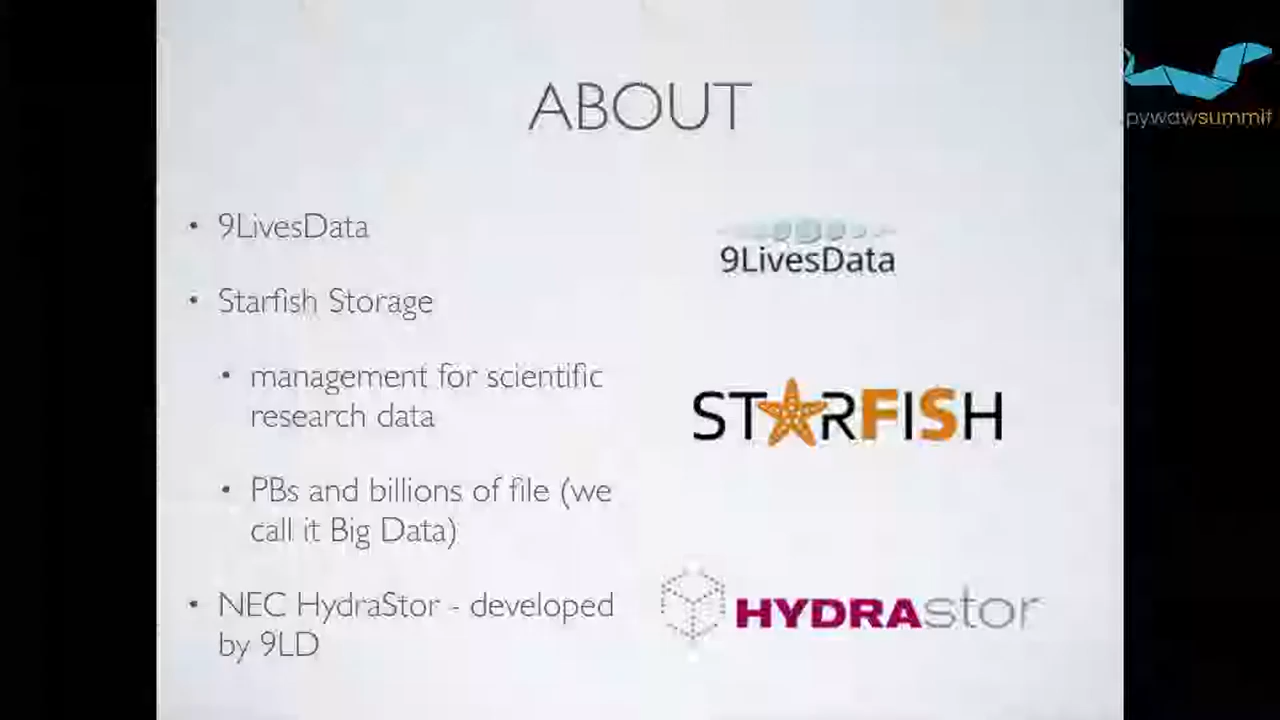 ABOUT
pywawsummit
• 9LivesData
9LivesData
• Starfish Storage
• management for scientific
research data
STARFISH
• PBs and billions of file (we
call it Big Data)
• NEC HydraStor - developed
by 9LD
HYDRAstor